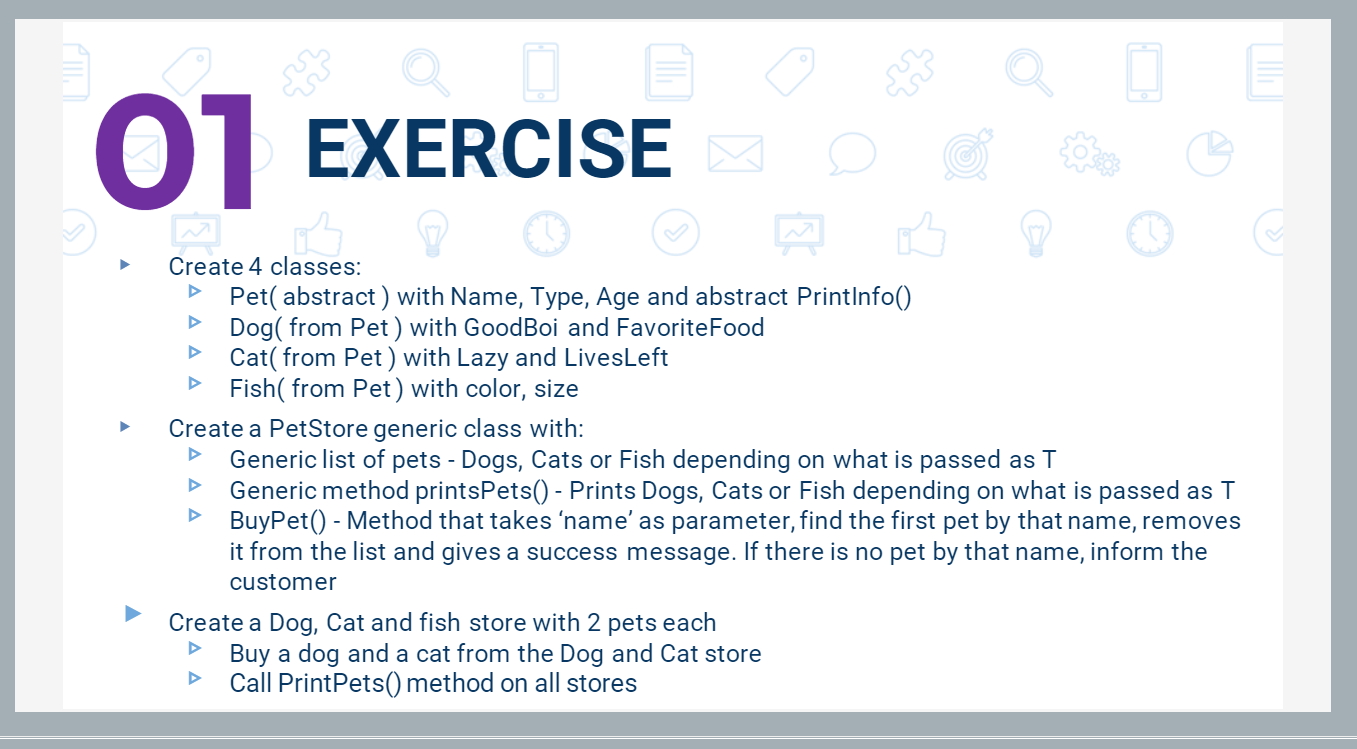 01 EXERCISE
Create 4 classes:
Pet( abstract ) with Name, Type, Age and abstract PrintInfo()
Dog( from Pet ) with GoodBoi and FavoriteFood
Cat( from Pet ) with Lazy and LivesLeft
Fish( from Pet ) with color, size
Create a PetStore generic class with:
Generic list of pets - Dogs, Cats or Fish depending on what is passed as T
Generic method printsPets() - Prints Dogs, Cats or Fish depending on what is passed as T
BuyPet() - Method that takes ‘name’ as parameter, find the first pet by that name, removes
it from the list and gives a success message. If there is no pet by that name, inform the
customer
Create a Dog, Cat and fish store with 2 pets each
Buy a dog and a cat from the Dog and Cat store
Call PrintPets() method on all stores